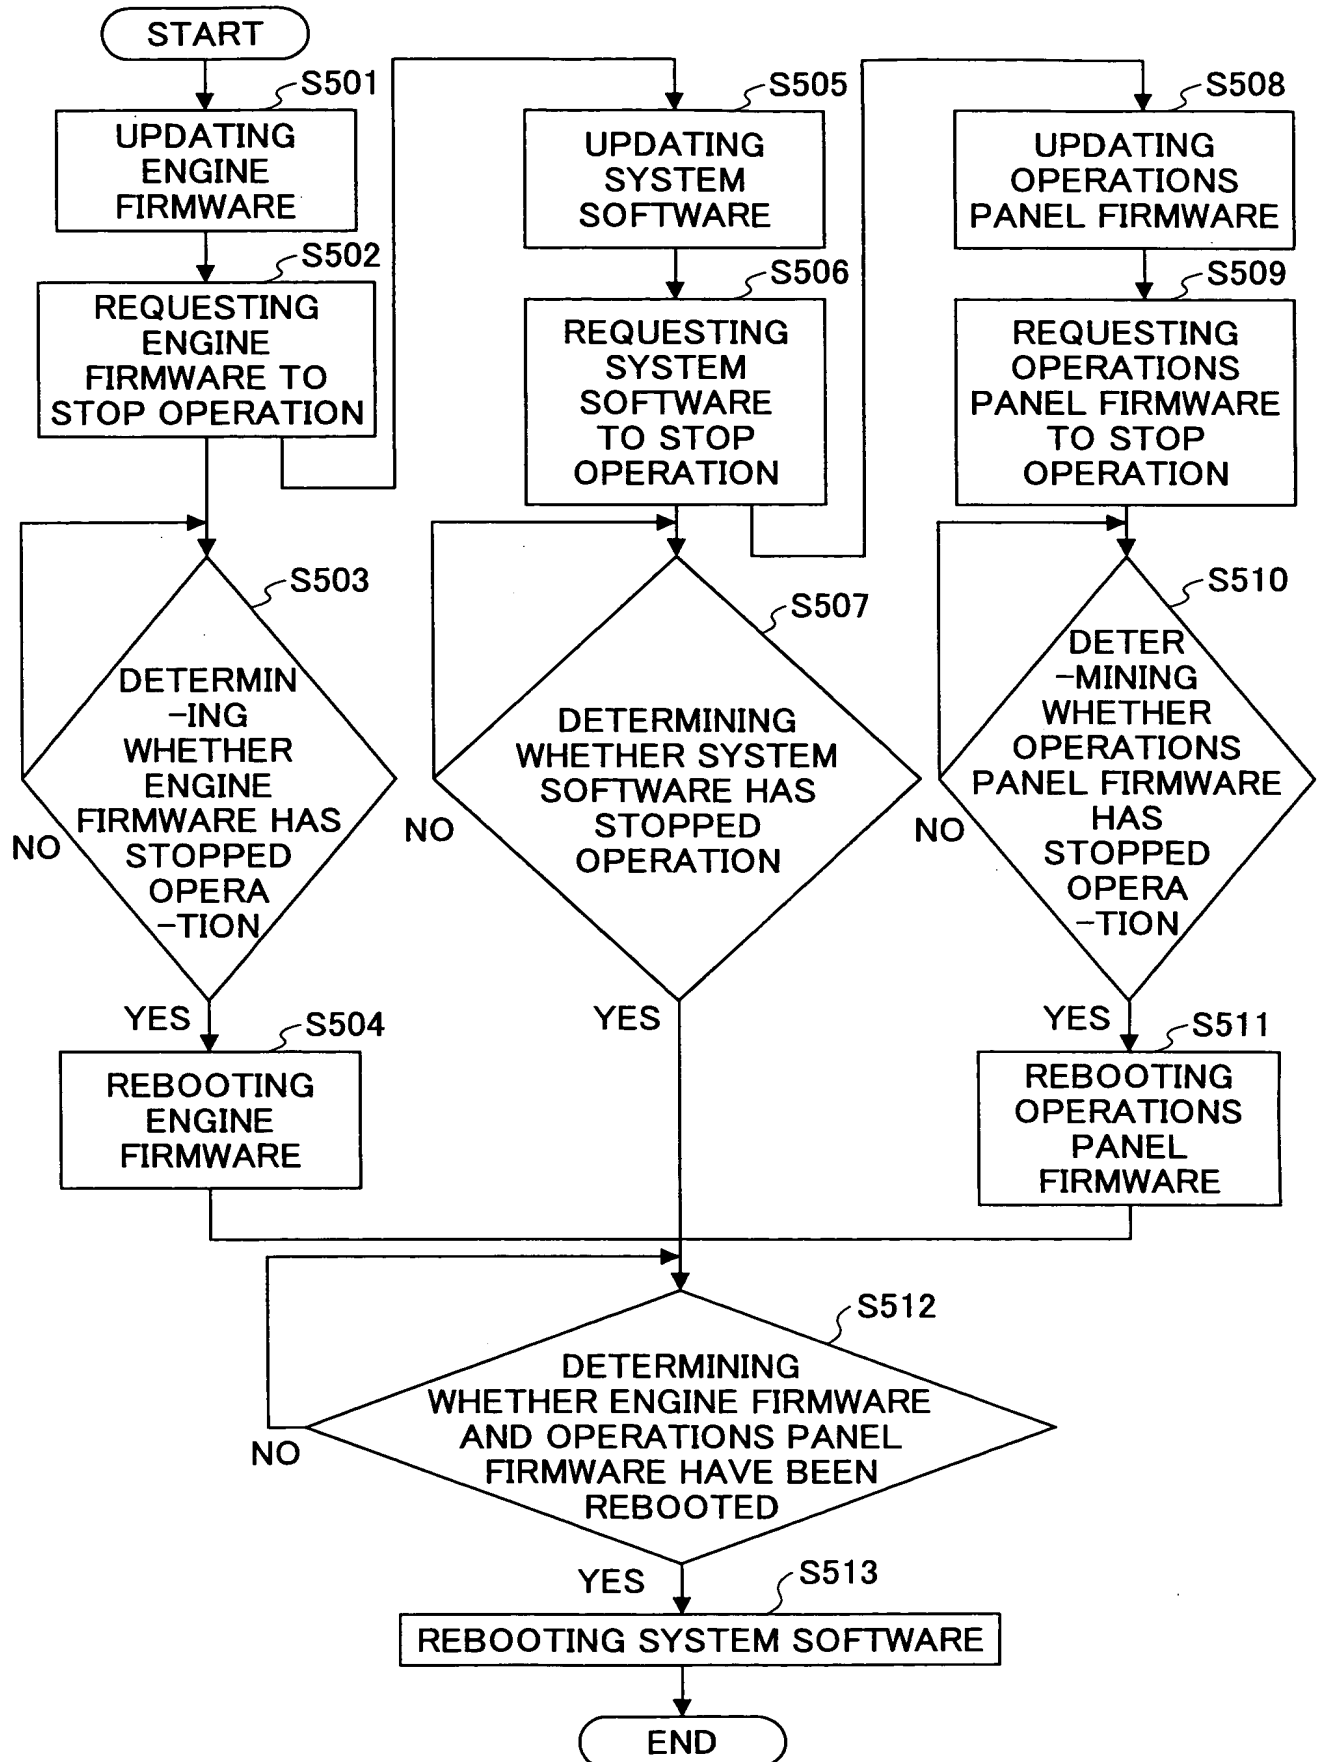 START
S501
UPDATING
ENGINE
FIRMWARE
S502
REQUESTING
ENGINE
FIRMWARE TO
STOP OPERATION
S503
DETERMIN
-ING
WHETHER
ENGINE
FIRMWARE HAS
STOPPED
OPERA
-TION
NO
YES
S504
REBOOTING
ENGINE
FIRMWARE
S505
UPDATING
SYSTEM
SOFTWARE
S506
REQUESTING
SYSTEM
SOFTWARE
TO STOP
OPERATION
S507
DETERMINING
WHETHER SYSTEM
SOFTWARE HAS
STOPPED
OPERATION
NO
YES
S508
UPDATING
OPERATIONS
PANEL FIRMWARE
S509
REQUESTING
OPERATIONS
PANEL FIRMWARE
TO STOP
OPERATION
S510
DETER
-MINING
WHETHER
OPERATIONS
PANEL FIRMWARE
HAS
STOPPED
OPERA
-TION
NO
YES
S511
REBOOTING
OPERATIONS
PANEL
FIRMWARE
S512
DETERMINING
WHETHER ENGINE FIRMWARE
AND OPERATIONS PANEL
FIRMWARE HAVE BEEN
REBOOTED
NO
YES
S513
REBOOTING SYSTEM SOFTWARE
END